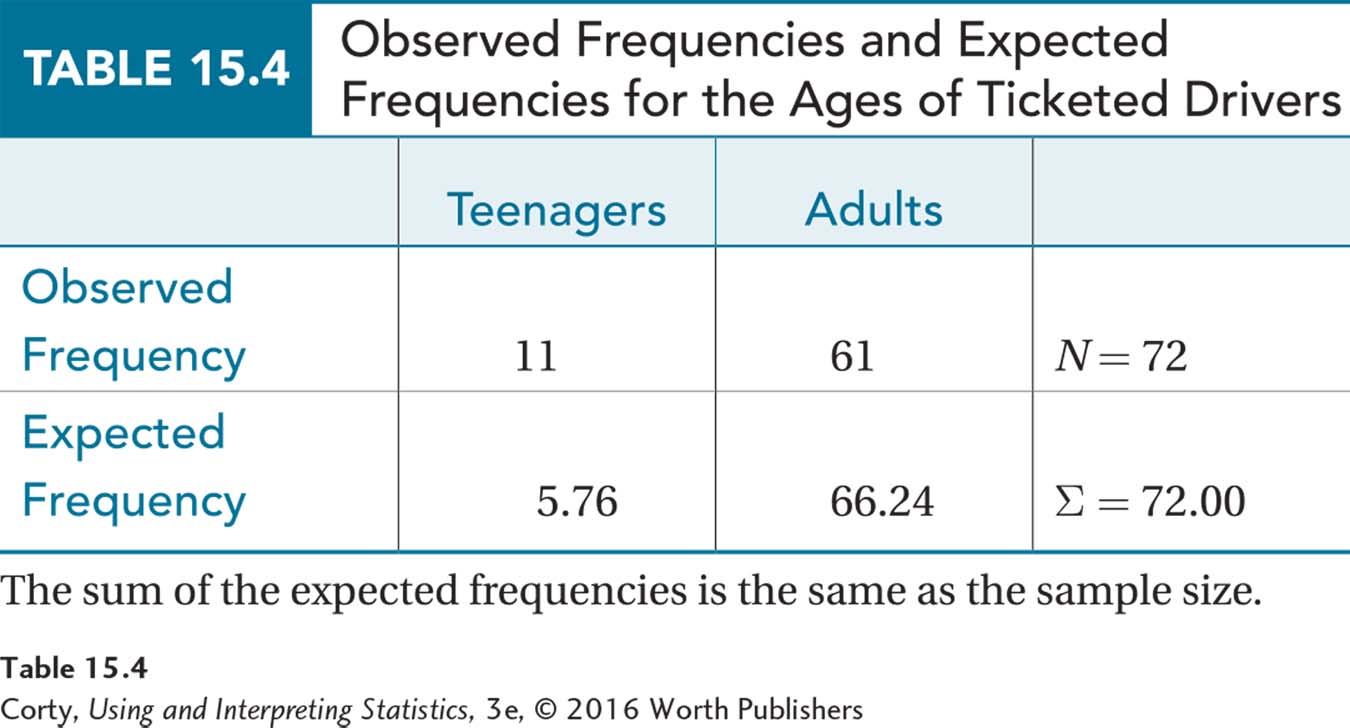 TABLE 15.4
Observed Frequencies and Expected
Frequencies for the Ages of Ticketed Drivers
Teenagers Adults
Observed
Frequency 11 61 N = 72
Expected
Frequency 5.76 66.24 Σ = 72.00
The sum of the expected frequencies is the same as the sample size.
Table 15.4
Corty, Using and Interpreting Statistics, 3e, © 2016 Worth Publishers